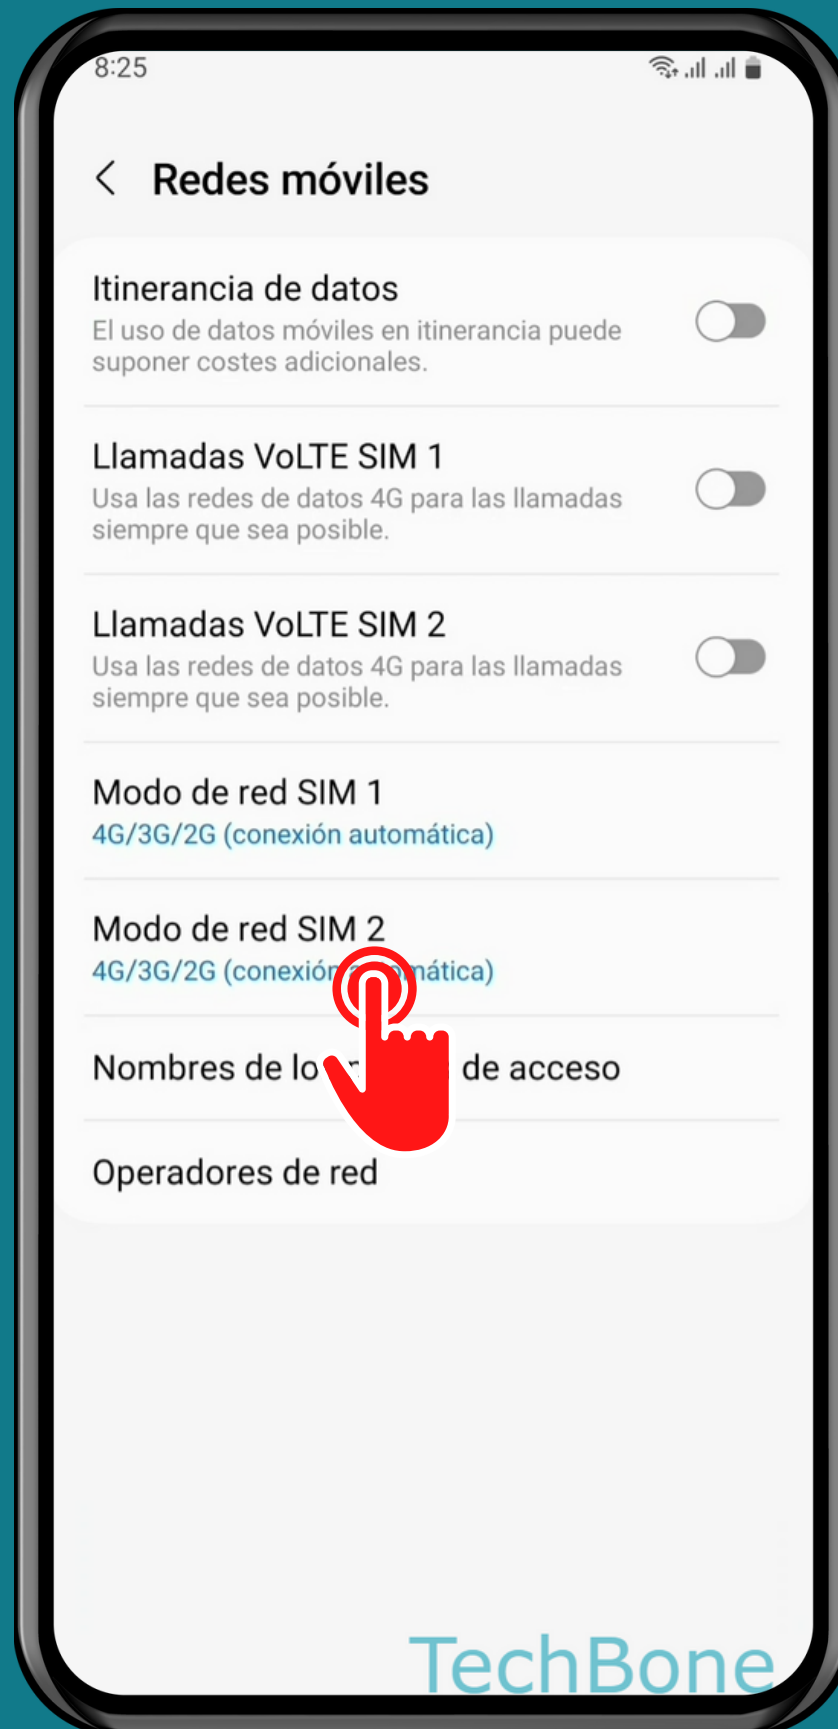 8:25
Redes móviles
Itinerancia de datos
El uso de datos móviles en itinerancia puede
suponer costes adicionales.
Llamadas VoLTE SIM 1
Usa las redes de datos 4G para las llamadas
siempre que sea posible.
Llamadas VoLTE SIM 2
Usa las redes de datos 4G para las llamadas
siempre que sea posible.
Modo de red SIM 1
4G/3G/2G (conexión automática)
Modo de red SIM 2
4G/3G/2G (conexión automática)
Nombres de de acceso
Operadores de red
TechBone